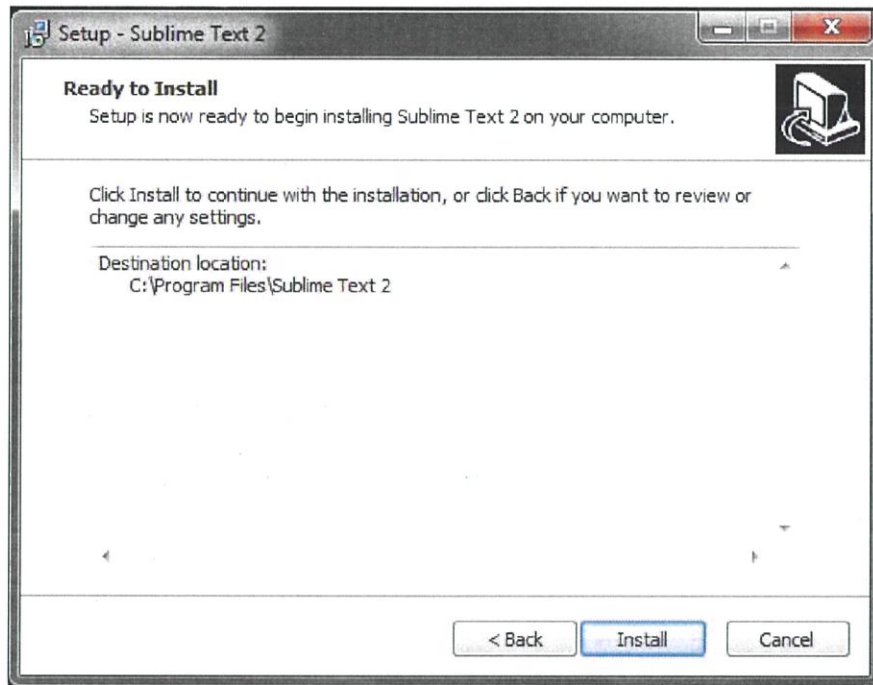 Setup - Sublime Text 2
Ready to Install
Setup is now ready to begin installing Sublime Text 2 on your computer.
Click Install to continue with the installation, or click Back if you want to review or
change any settings.
Destination location:
C:\Program Files\Sublime Text 2
< Back
Install
Cancel